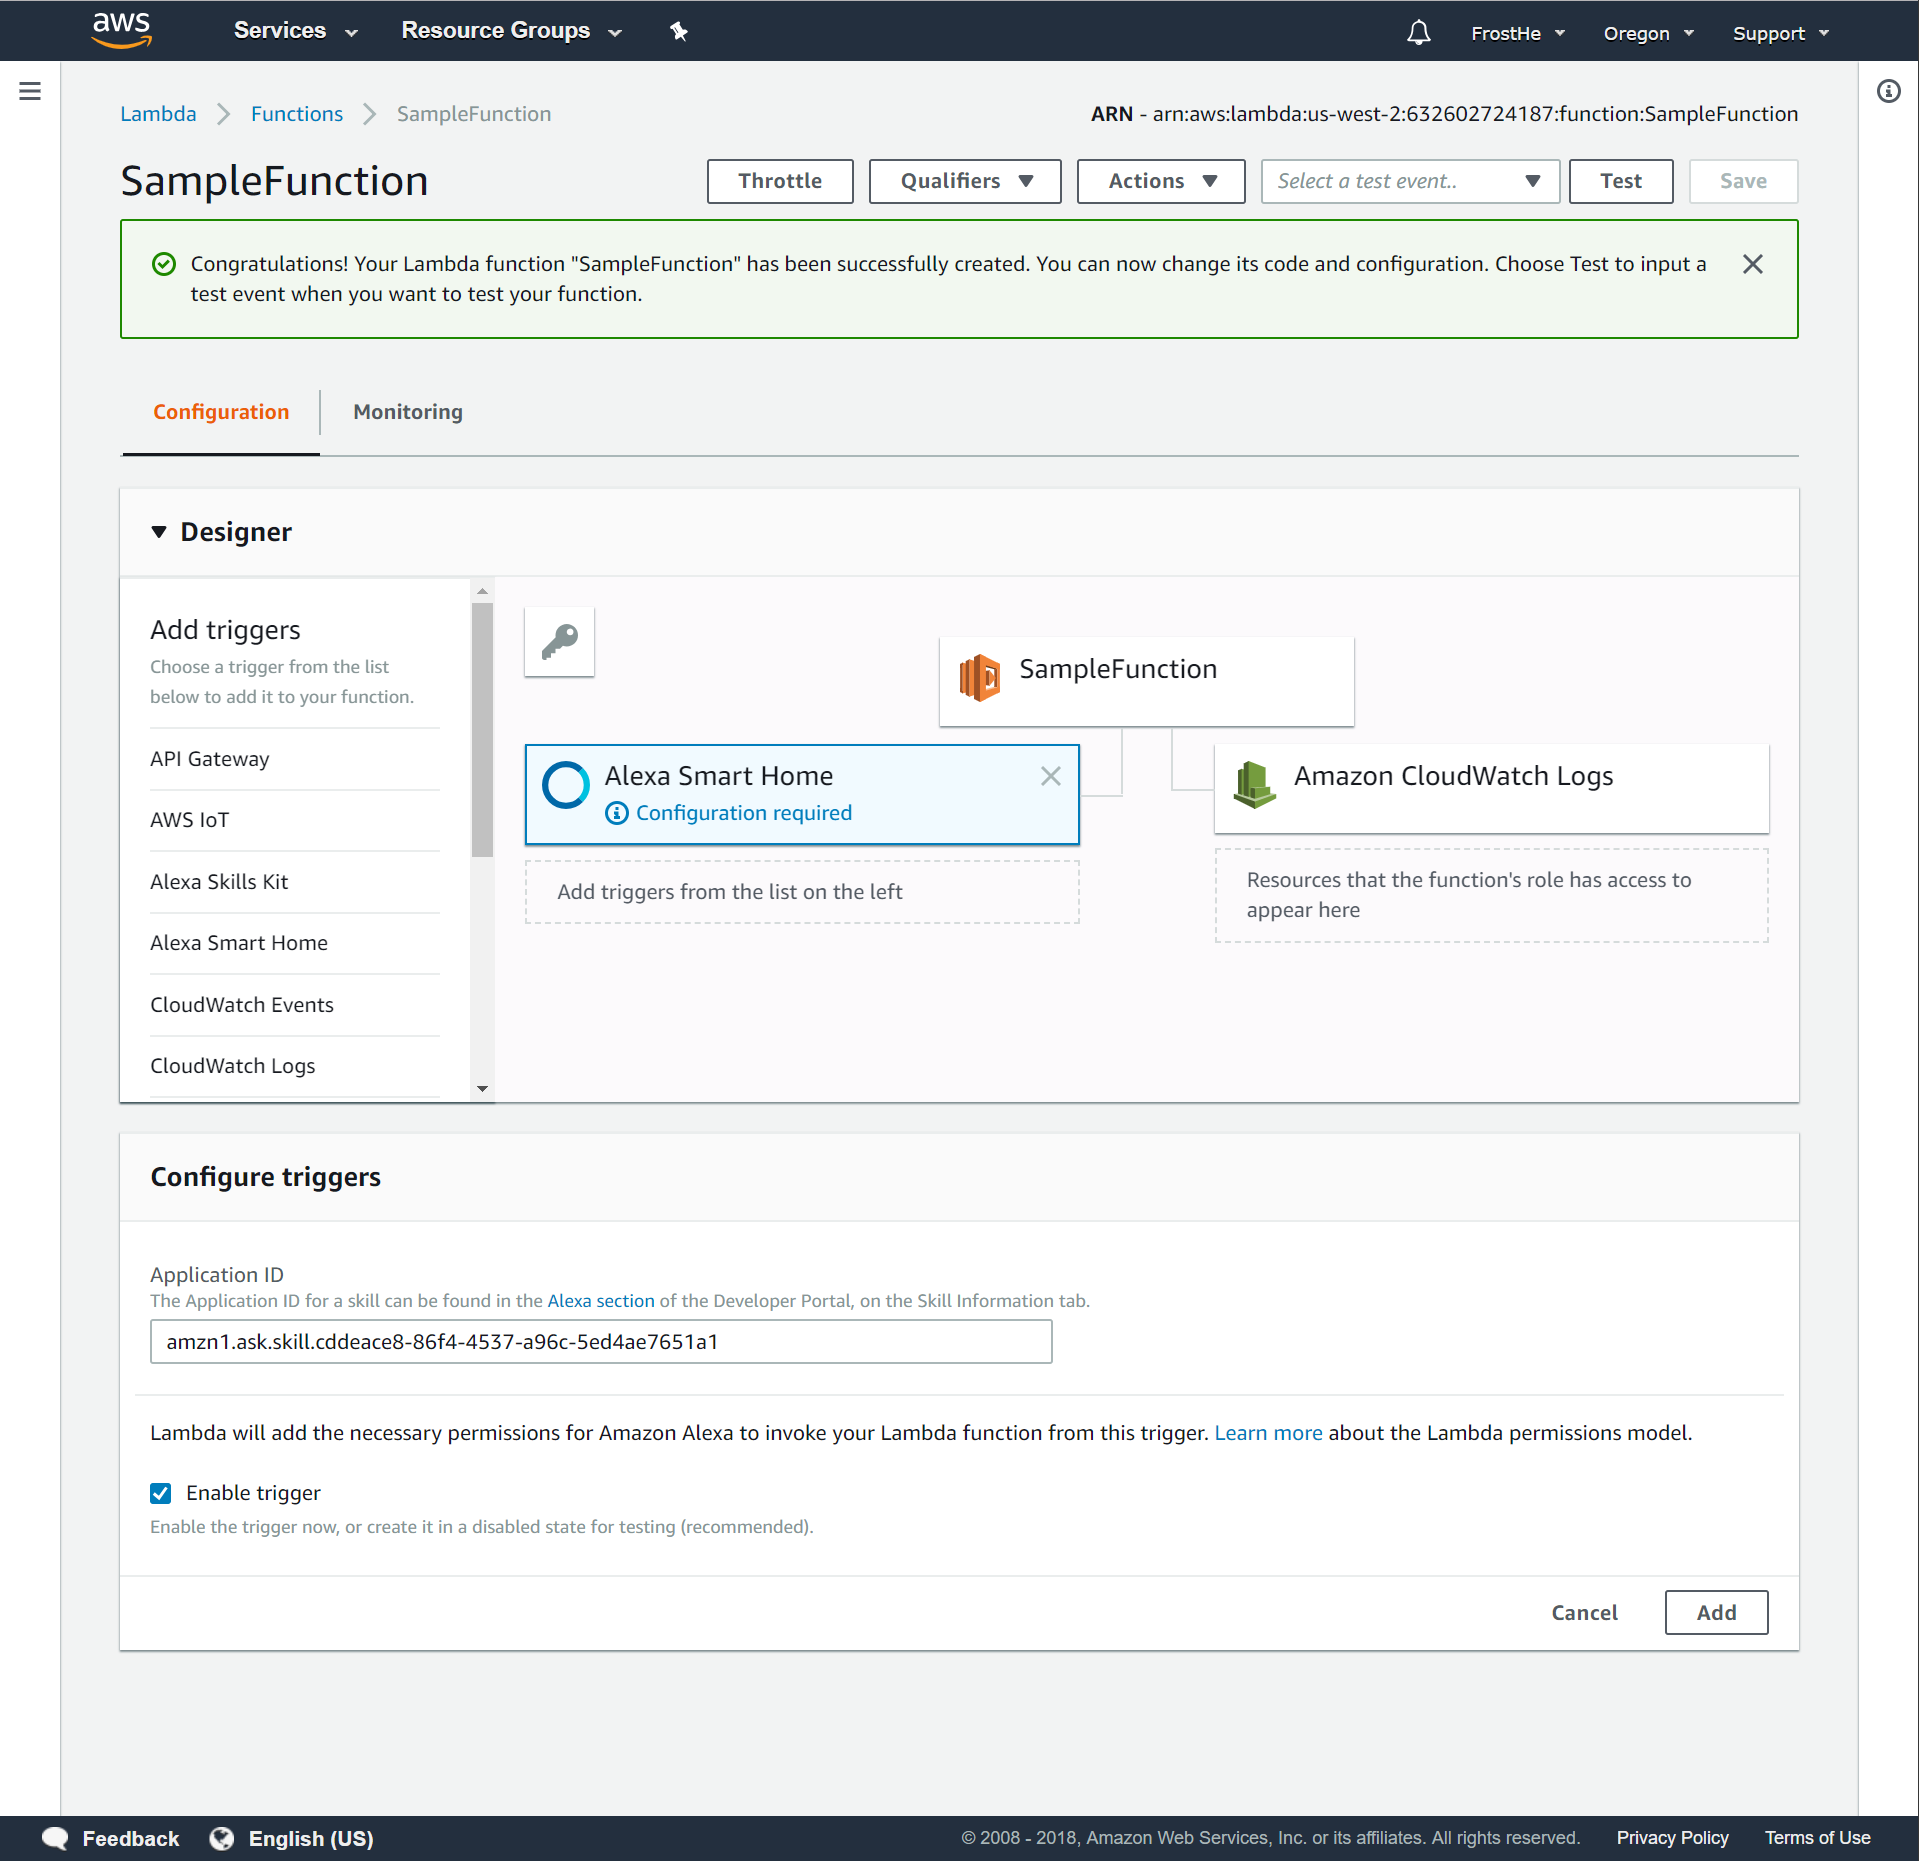 aws Services Resource Groups FrostHe Oregon Support
Lambda Functions SampleFunction
ARN - arn:aws:lambda:us-west-2:632602724187:function:SampleFunction
SampleFunction
Throttle Qualifiers Actions Select a test event.. Test Save
Congratulations! Your Lambda function "SampleFunction" has been successfully created. You can now change its code and configuration. Choose Test to input a
test event when you want to test your function.
Configuration Monitoring
Designer
Add triggers
Choose a trigger from the list
below to add it to your function.
API Gateway
AWS IoT
Alexa Skills Kit
Alexa Smart Home
CloudWatch Events
CloudWatch Logs
SampleFunction
Alexa Smart Home
Configuration required
Add triggers from the list on the left
Amazon CloudWatch Logs
Resources that the function's role has access to
appear here
Configure triggers
Application ID
The Application ID for a skill can be found in the Alexa section of the Developer Portal, on the Skill Information tab.
amzn1.ask.skill.cddeace8-86f4-4537-a96c-5ed4ae7651a1
Lambda will add the necessary permissions for Amazon Alexa to invoke your Lambda function from this trigger. Learn more about the Lambda permissions model.
Enable trigger
Enable the trigger now, or create it in a disabled state for testing (recommended).
Cancel Add
Feedback English (US) © 2008 - 2018, Amazon Web Services, Inc. or its affiliates. All rights reserved. Privacy Policy Terms of Use